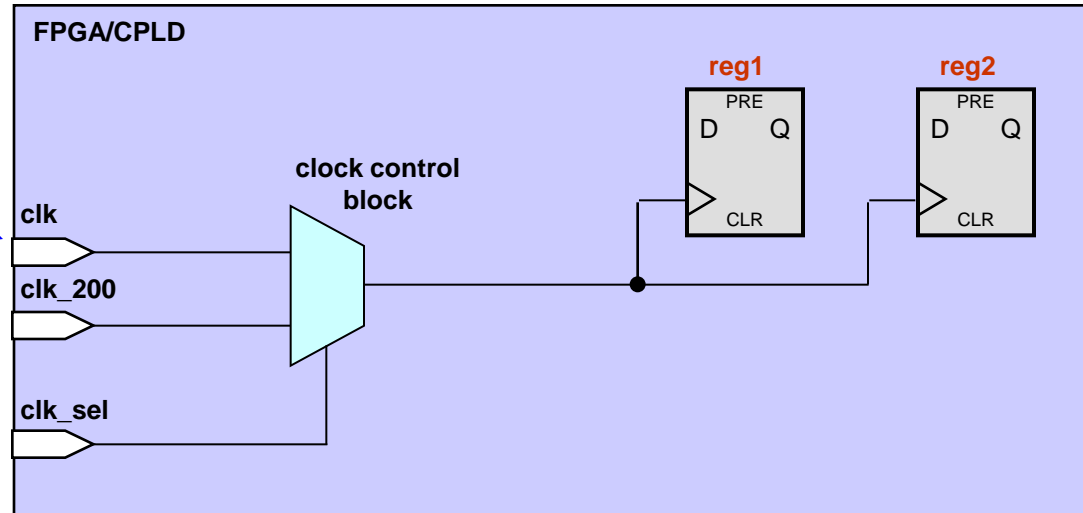 FPGA/CPLD
reg1
reg2
PRE
D Q
CLR
PRE
D Q
CLR
clock control
block
clk
clk_200
clk_sel